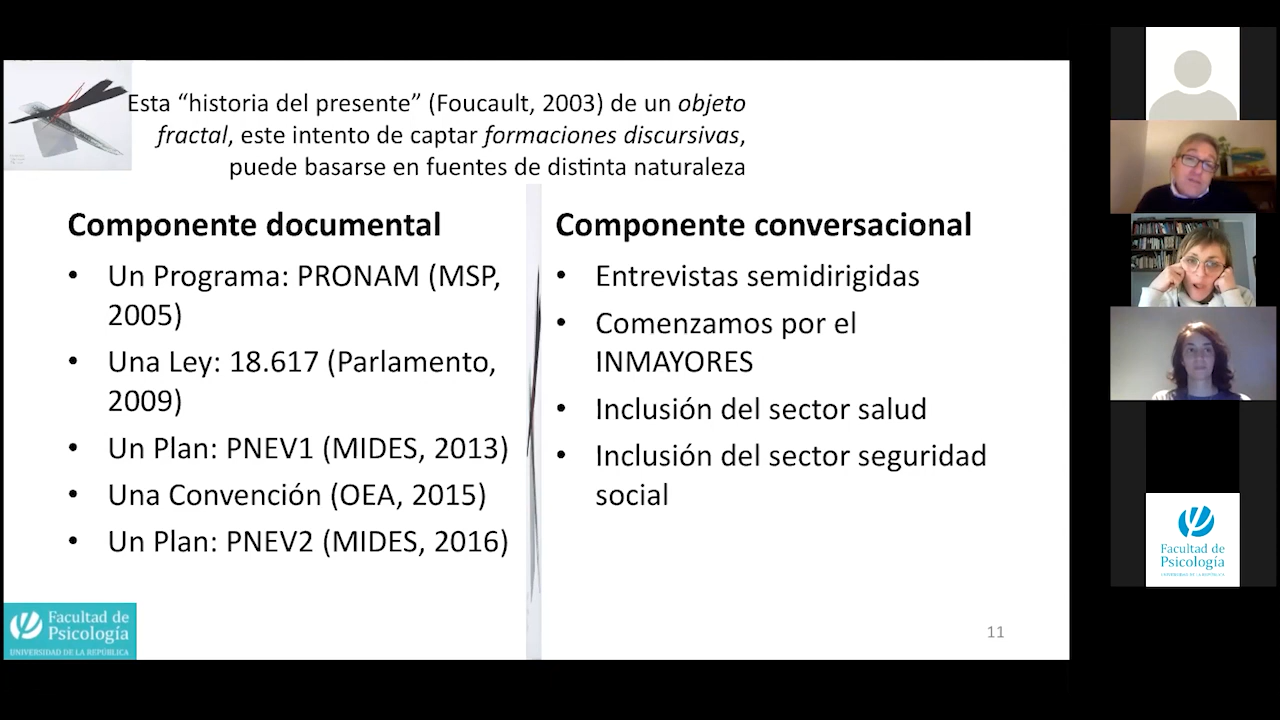 Esta “historia del presente” (Foucault, 2003) de un objeto
fractal, este intento de captar formaciones discursivas,
puede basarse en fuentes de distinta naturaleza
Componente documental
• Un Programa: PRONAM (MSP,
2005)
• Una Ley: 18.617 (Parlamento,
2009)
• Un Plan: PNEV1 (MIDES, 2013)
• Una Convención (OEA, 2015)
• Un Plan: PNEV2 (MIDES, 2016)
Componente conversacional
• Entrevistas semidirigidas
• Comenzamos por el
INMAYORES
• Inclusión del sector salud
• Inclusión del sector seguridad
social
11
Facultad de
Psicología
UNIVERSIDAD DE LA REPÚBLICA
Facultad de
Psicología
UNIVERSIDAD DE LA REPÚBLICA